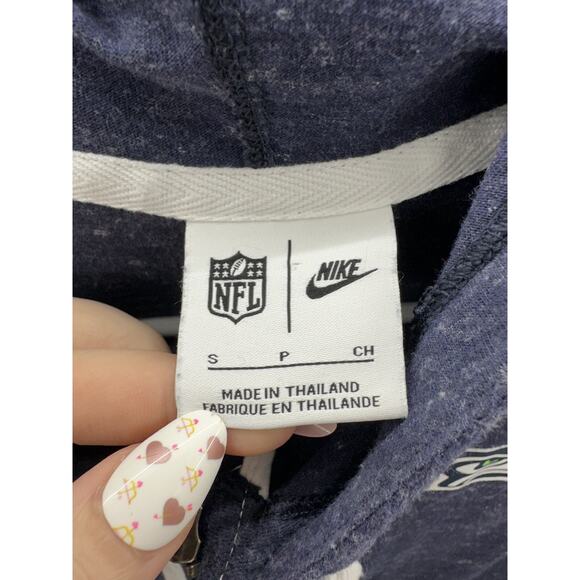 NFL NIKE
S P CH
MADE IN THAILAND
FABRIQUE EN THAILANDE